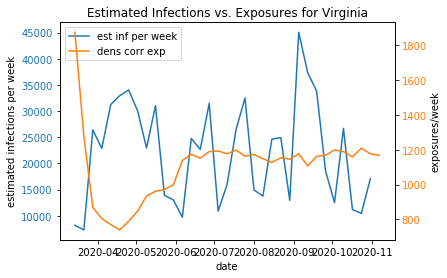 Estimated Infections vs. Exposures for Virginia
est inf per week
dens corr exp
45000
40000
35000
30000
25000
20000
15000
10000
estimated infections per week
1800
1600
1400
1200
1000
800
exposures/week
2020-04 2020-05 2020-06 2020-07 2020-08 2020-09 2020-10 2020-11
date